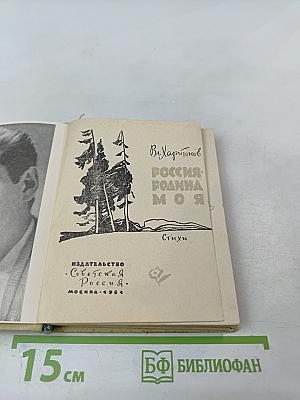 Вл. Харитонов
РОССИЯ-
РОДИНА
МОЯ
Стихи
ИЗДАТЕЛЬСТВО
«Советская
Россия»
МОСКВА • 1964
15 см
БФ БИБЛИОФАН